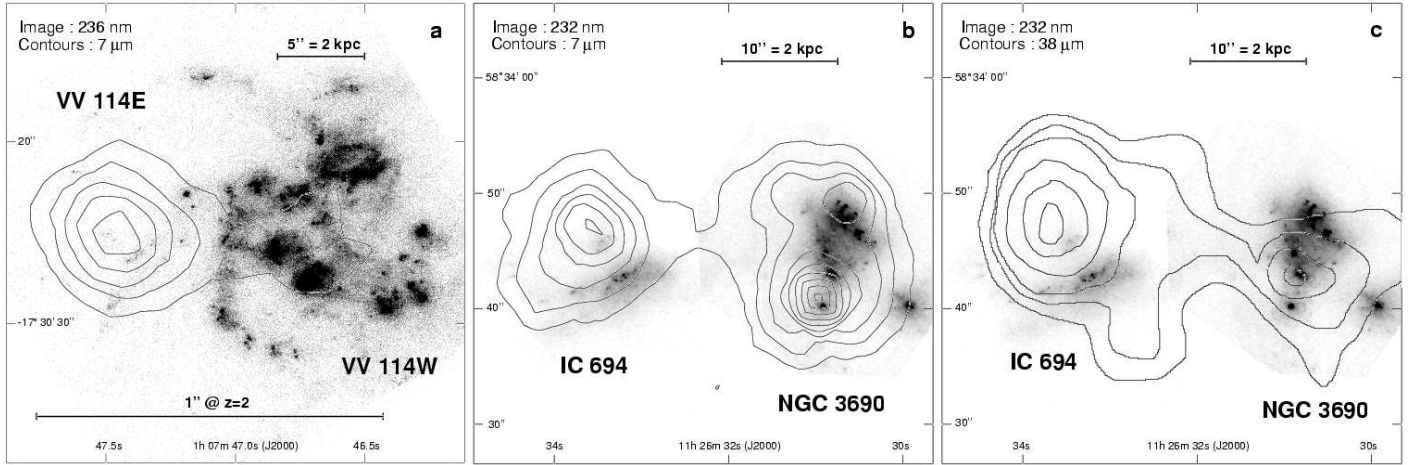 Image : 236 nm
Contours : 7 μm
a
5'' = 2 kpc
VV 114E
20''
-17° 30' 30''
VV 114W
1'' @ z=2
47.5s
1h 07m 47.0s (J2000)
46.5s
Image : 232 nm
Contours : 7 μm
b
10'' = 2 kpc
58°34' 00''
50''
40''
IC 694
NGC 3690
30''
34s
11h 26m 32s (J2000)
30s
Image : 232 nm
Contours : 38 μm
c
10'' = 2 kpc
58°34' 00''
50''
40''
IC 694
NGC 3690
30''
34s
11h 26m 32s (J2000)
30s